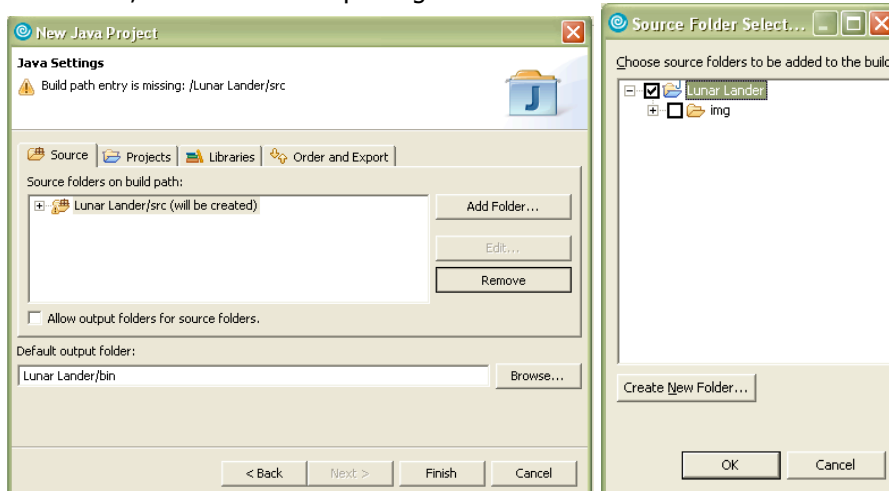 New Java Project
Java Settings
Build path entry is missing: /Lunar Lander/src
J
Source Projects Libraries Order and Export
Source folders on build path:
Lunar Lander/src (will be created)
Add Folder...
Edit...
Remove
Allow output folders for source folders.
Default output folder:
Lunar Lander/bin
Browse...
< Back Next > Finish Cancel
Source Folder Select...
Choose source folders to be added to the build
Lunar Lander
img
Create New Folder...
OK Cancel